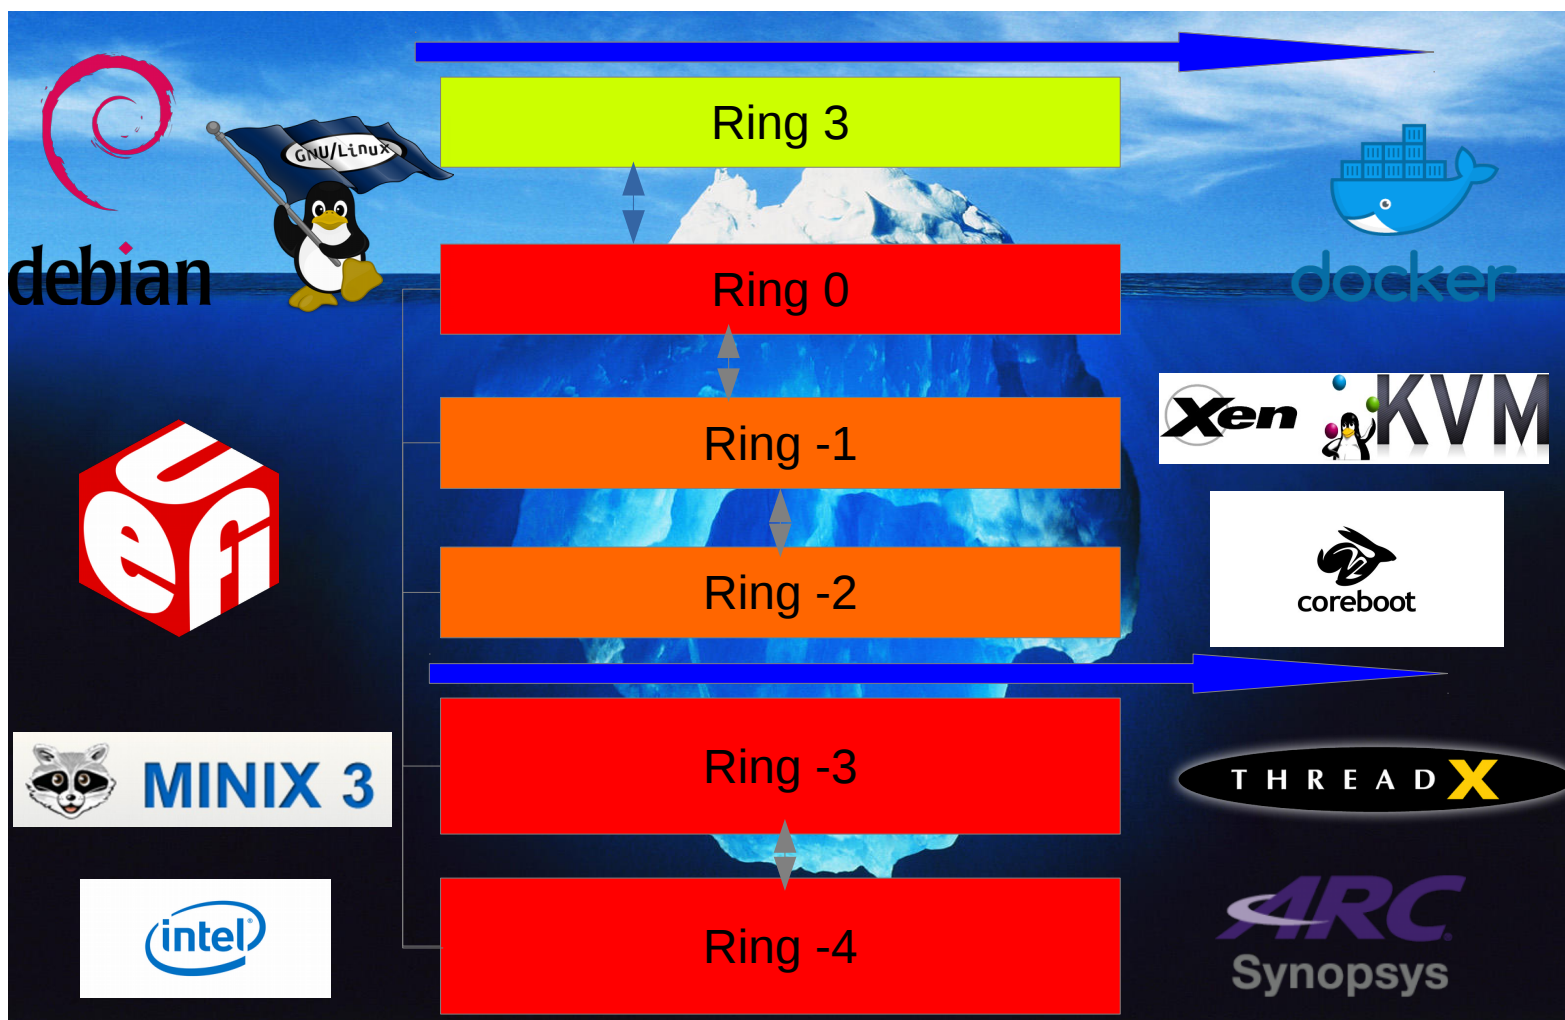 Ring 3
GNU/Linux
debian
docker
Ring 0
Xen
KVM
Ring -1
uefi
Ring -2
coreboot
Ring -3
MINIX 3
THREADX
intel®
Ring -4
ARC®
Synopsys